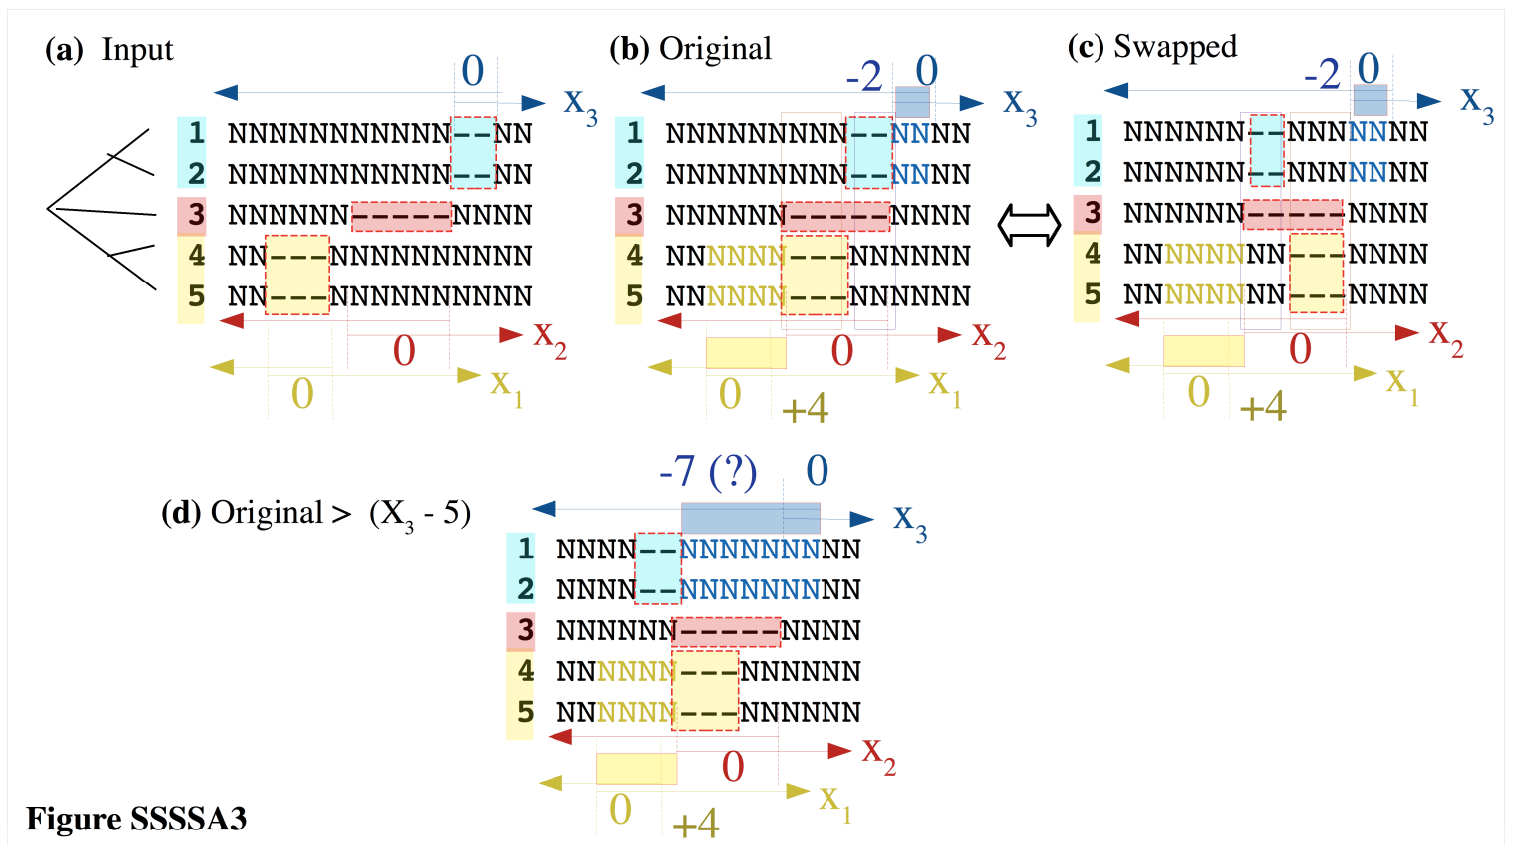 (a) Input
0
X3
1 NNNNNNNNNNN--NN
2 NNNNNNNNNNN--NN
3 NNNNNN-----NNNN
4 NN---NNNNNNNNNN
5 NN---NNNNNNNNNN
X2
0
X1
0
(b) Original
-2 0
X3
1 NNNNNNNNN--NNNN
2 NNNNNNNNN--NNNN
3 NNNNNN-----NNNN
4 NNNNNN---NNNNNN
5 NNNNNN---NNNNNN
X2
0
X1
0 +4
(c) Swapped
-2 0
X3
1 NNNNNN--NNNNNNN
2 NNNNNN--NNNNNNN
3 NNNNNN-----NNNN
4 NNNNNNNN---NNNN
5 NNNNNNNN---NNNN
X2
0
X1
0 +4
(d) Original > (X3 - 5)
-7 (?) 0
X3
1 NNNN--NNNNNNNNN
2 NNNN--NNNNNNNNN
3 NNNNNN-----NNNN
4 NNNNNN---NNNNNN
5 NNNNNN---NNNNNN
X2
0
X1
0 +4
Figure SSSSA3